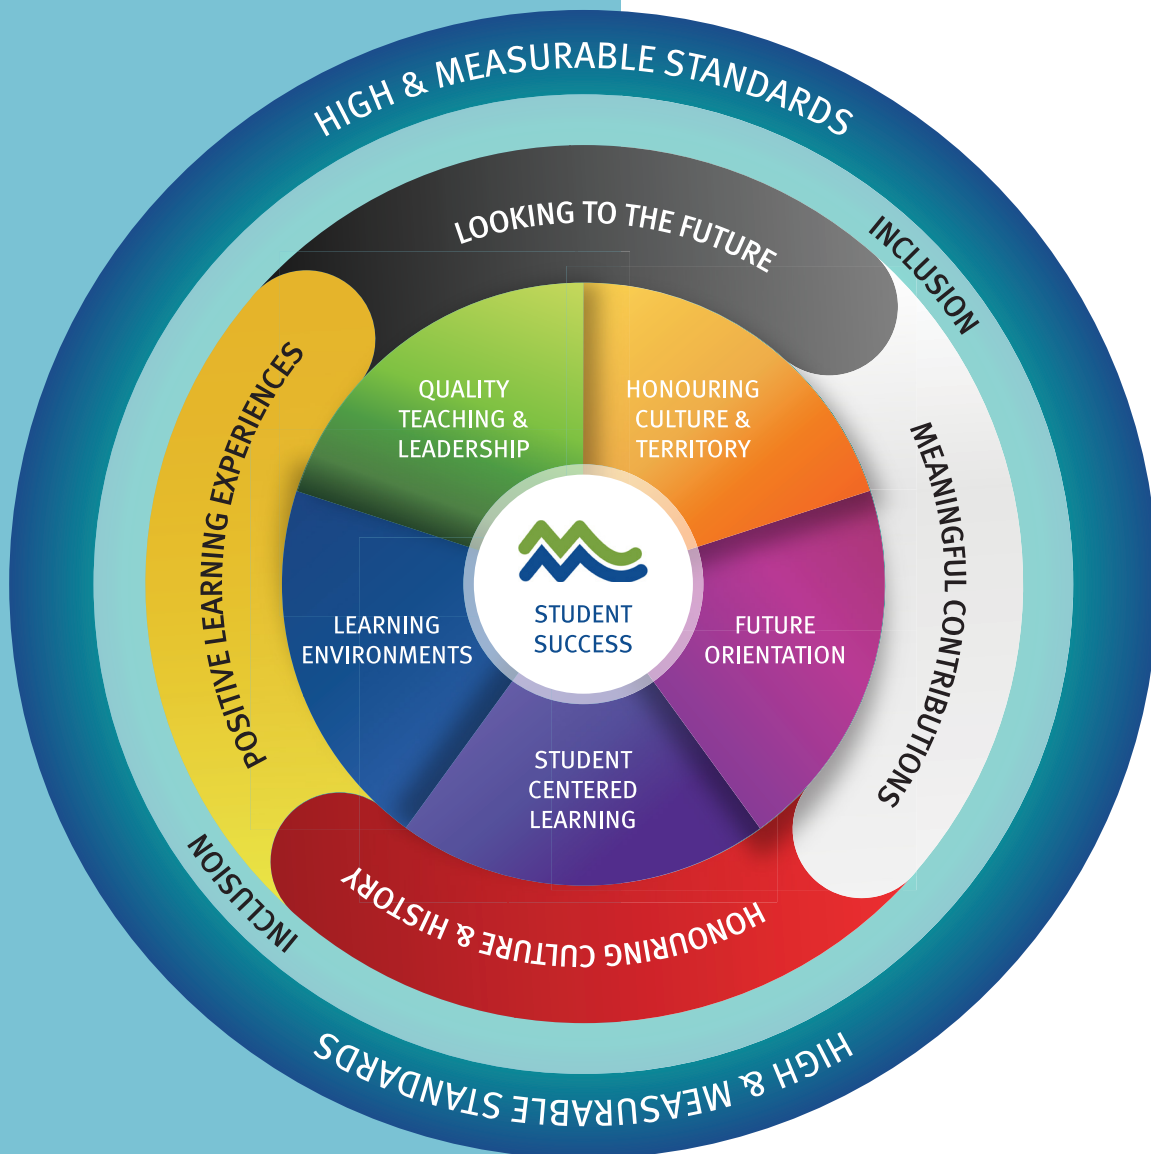 HIGH & MEASURABLE STANDARDS
INCLUSION
LOOKING TO THE FUTURE
MEANINGFUL CONTRIBUTIONS
HONOURING CULTURE & HISTORY
POSITIVE LEARNING EXPERIENCES
QUALITY
TEACHING &
LEADERSHIP
HONOURING
CULTURE &
TERRITORY
FUTURE
ORIENTATION
STUDENT
CENTERED
LEARNING
LEARNING
ENVIRONMENTS
STUDENT
SUCCESS
INCLUSION
HIGH & MEASURABLE STANDARDS